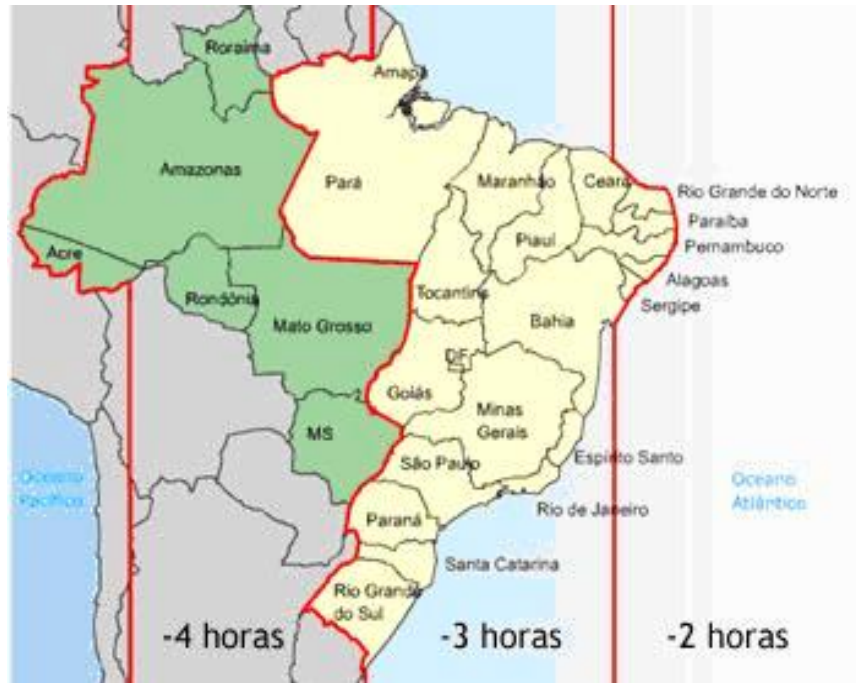 Roraima
Amapá
Amazonas
Pará
Maranhão
Ceará
Rio Grande do Norte
Paraíba
Piauí
Pernambuco
Acre
Alagoas
Tocantins
Rondônia
Sergipe
Mato Grosso
Bahia
DF
Goiás
Minas
Gerais
MS
São Paulo
Espírito Santo
Oceano
Pacífico
Oceano
Atlântico
Rio de Janeiro
Paraná
Santa Catarina
Rio Grande
do Sul
-4 horas
-3 horas
-2 horas